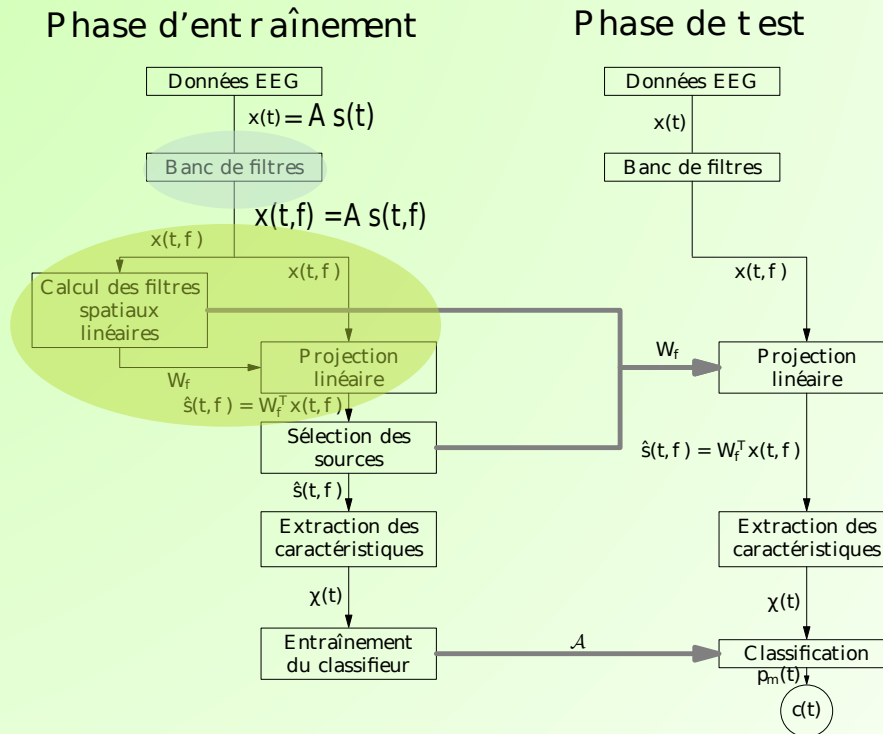 Phase d'entraînement
Données EEG
x(t) = A s(t)
Banc de filtres
x(t,f) = A s(t,f)
x(t,f)
x(t,f)
Calcul des filtres
spatiaux
linéaires
W_f
Projection
linéaire
ŝ(t,f) = W_f^T x(t,f)
Sélection des
sources
ŝ(t,f)
Extraction des
caractéristiques
χ(t)
Entraînement
du classifieur
Phase de test
Données EEG
x(t)
Banc de filtres
x(t,f)
W_f
Projection
linéaire
ŝ(t,f) = W_f^T x(t,f)
Extraction des
caractéristiques
χ(t)
𝒜
Classification
p_m(t)
c(t)